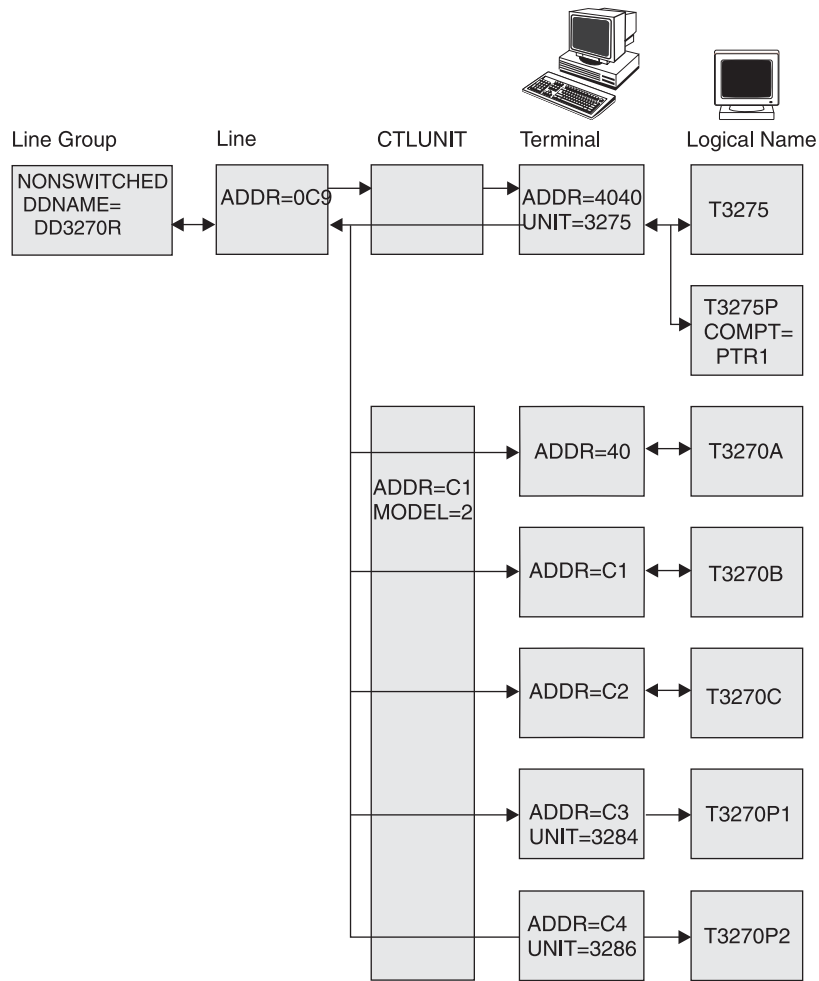 Line Group
Line
CTLUNIT
Terminal
Logical Name
NONSWITCHED
DDNAME=
DD3270R
ADDR=0C9
ADDR=4040
UNIT=3275
T3275
T3275P
COMPT=
PTR1
ADDR=C1
MODEL=2
ADDR=40
T3270A
ADDR=C1
T3270B
ADDR=C2
T3270C
ADDR=C3
UNIT=3284
T3270P1
ADDR=C4
UNIT=3286
T3270P2